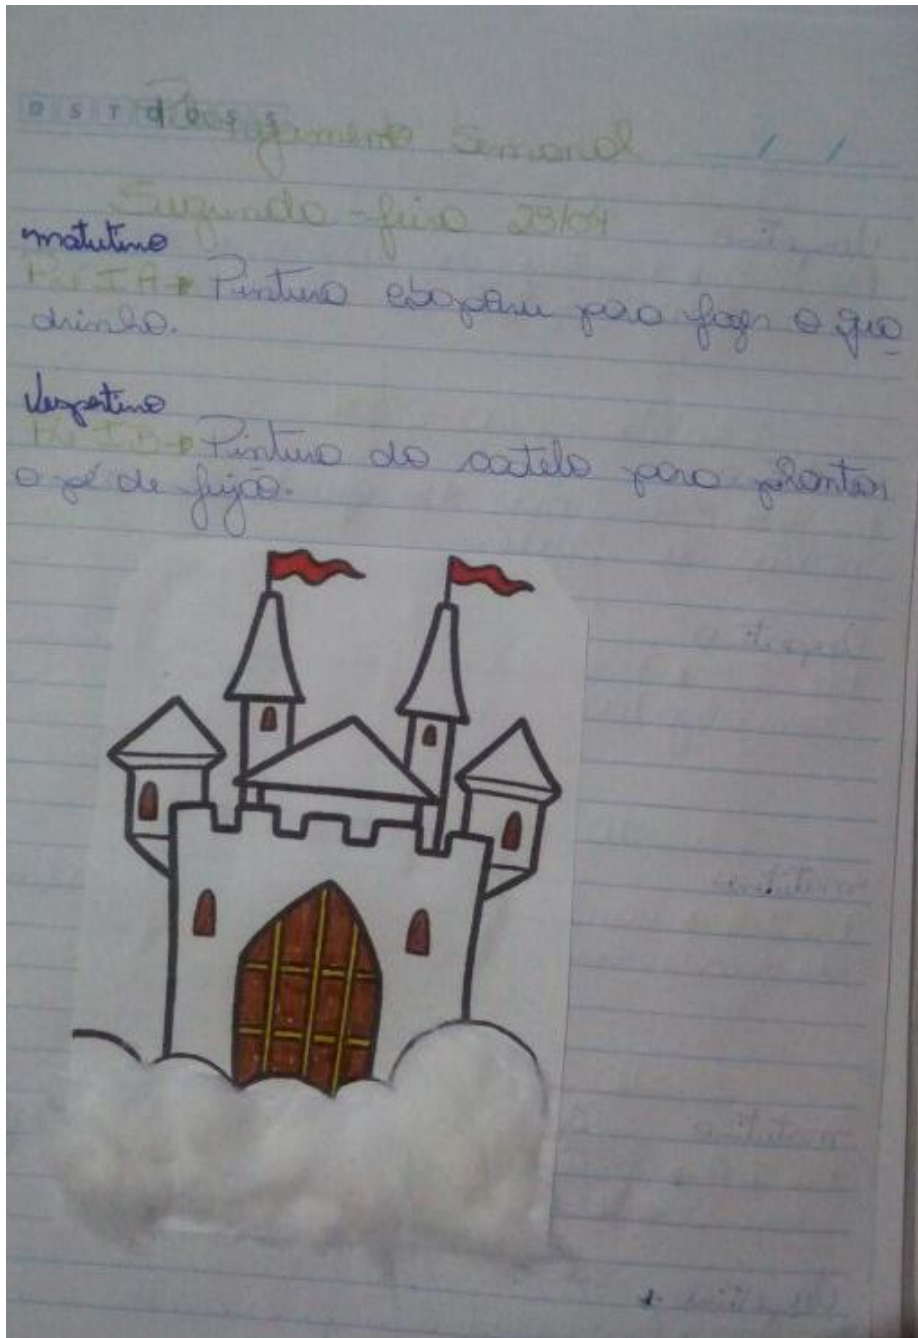 D S T Q Q S S
Planejamento Semanal / /
Segunda-feira 23/04
matutino
Pintura para fazer o qua
drinho.
Vespertino
Pintura do castelo para plantar
o pé de feijão.